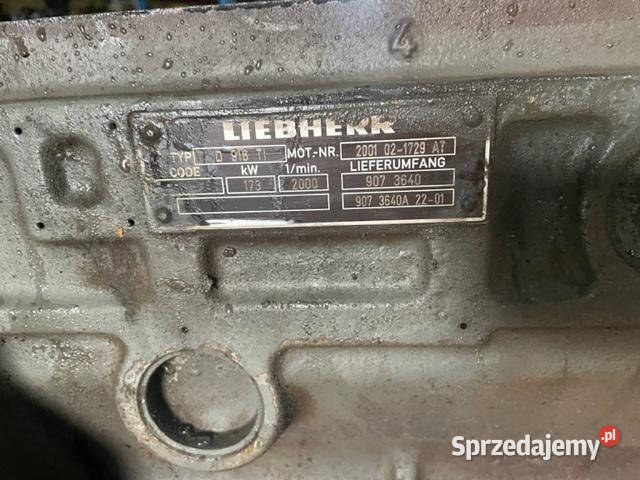 4
LIEBHERR
TYP D 916 TI MOT.-NR. 2001 02-1729 AT
CODE kW 1/min. LIEFERUMFANG
173 2000 907 3640
907 3640A 22-01
Sprzedajemy.pl